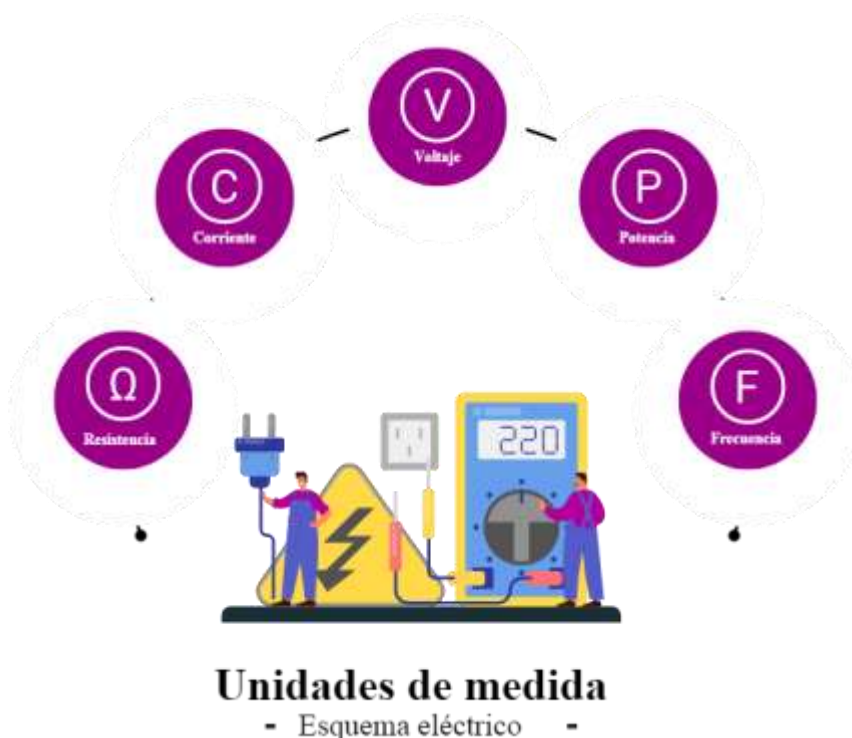 V
Voltaje
C
Corriente
P
Potencia
Ω
Resistencia
F
Frecuencia
220
Unidades de medida
- Esquema eléctrico -